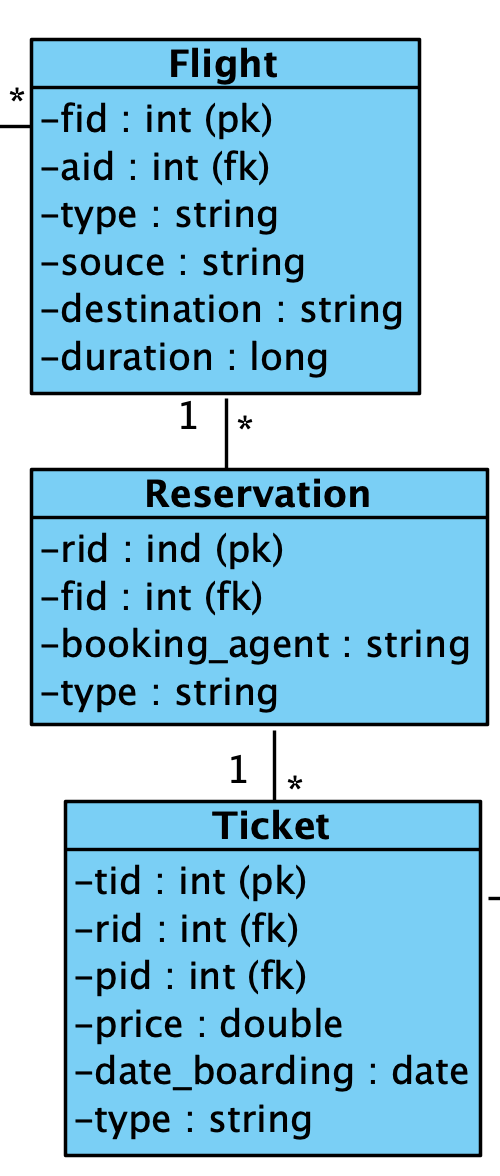 Flight
*
-fid : int (pk)
-aid : int (fk)
-type : string
-souce : string
-destination : string
-duration : long
1 *
Reservation
-rid : ind (pk)
-fid : int (fk)
-booking_agent : string
-type : string
1 *
Ticket
-tid : int (pk)
-rid : int (fk)
-pid : int (fk)
-price : double
-date_boarding : date
-type : string